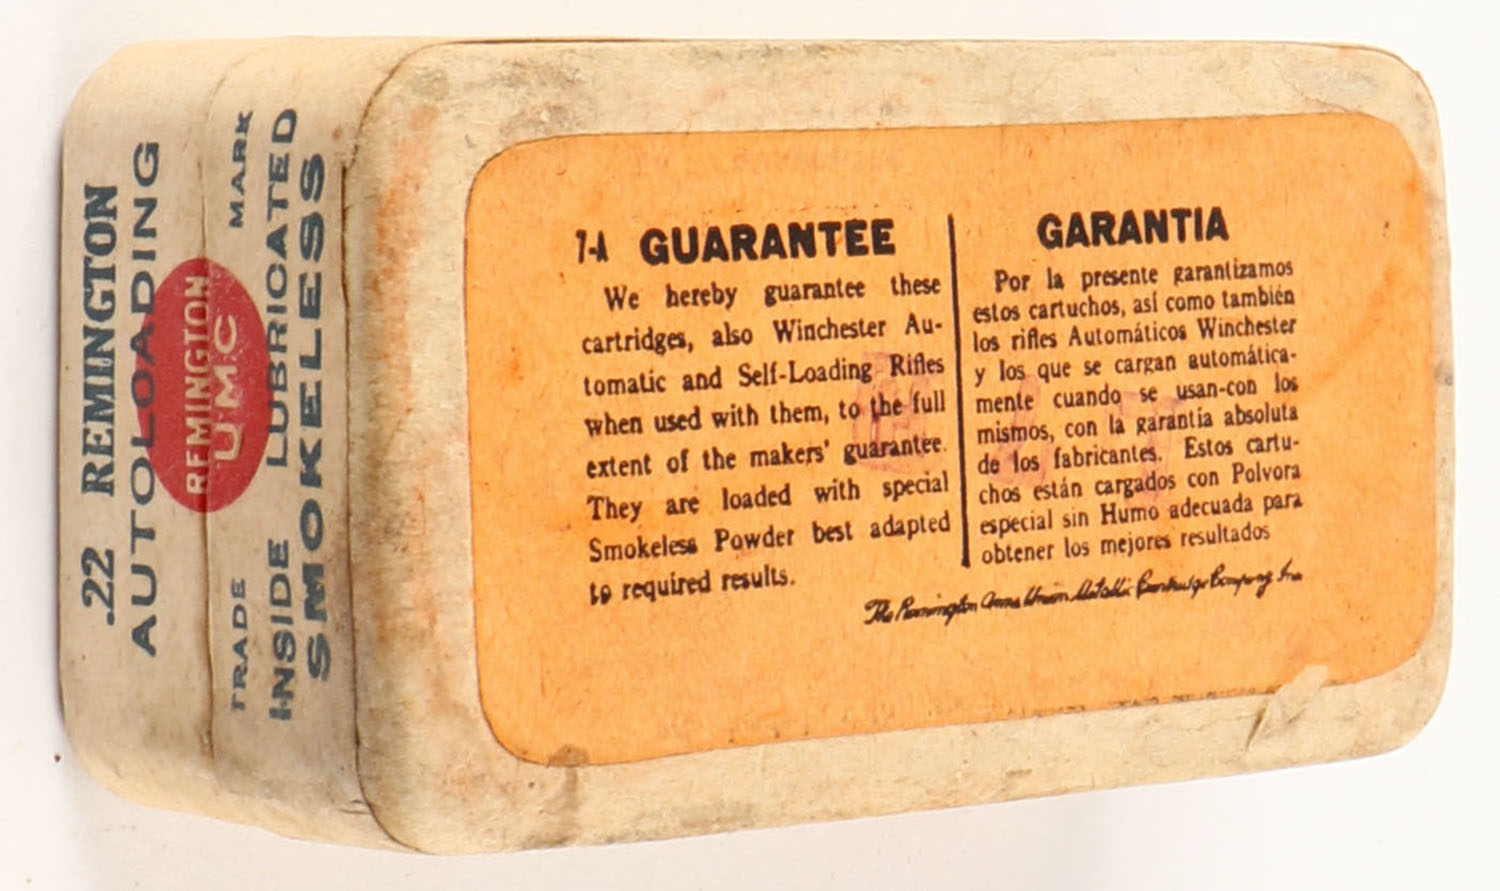 .22 REMINGTON
AUTOLOADING
REMINGTON
UMC
TRADE MARK
INSIDE LUBRICATED
SMOKELESS
7-A GUARANTEE
We hereby guarantee these
cartridges, also Winchester Au-
tomatic and Self-Loading Rifles
when used with them, to the full
extent of the makers' guarantee.
They are loaded with special
Smokeless Powder best adapted
to required results.
GARANTIA
Por la presente garantizamos
estos cartuchos, así como también
los rifles Automáticos Winchester
y los que se cargan automática-
mente cuando se usan-con los
mismos, con la garantía absoluta
de los fabricantes. Estos cartu-
chos están cargados con Polvora
especial sin Humo adecuada para
obtener los mejores resultados
The Remington Arms Union Metallic Cartridge Company Inc